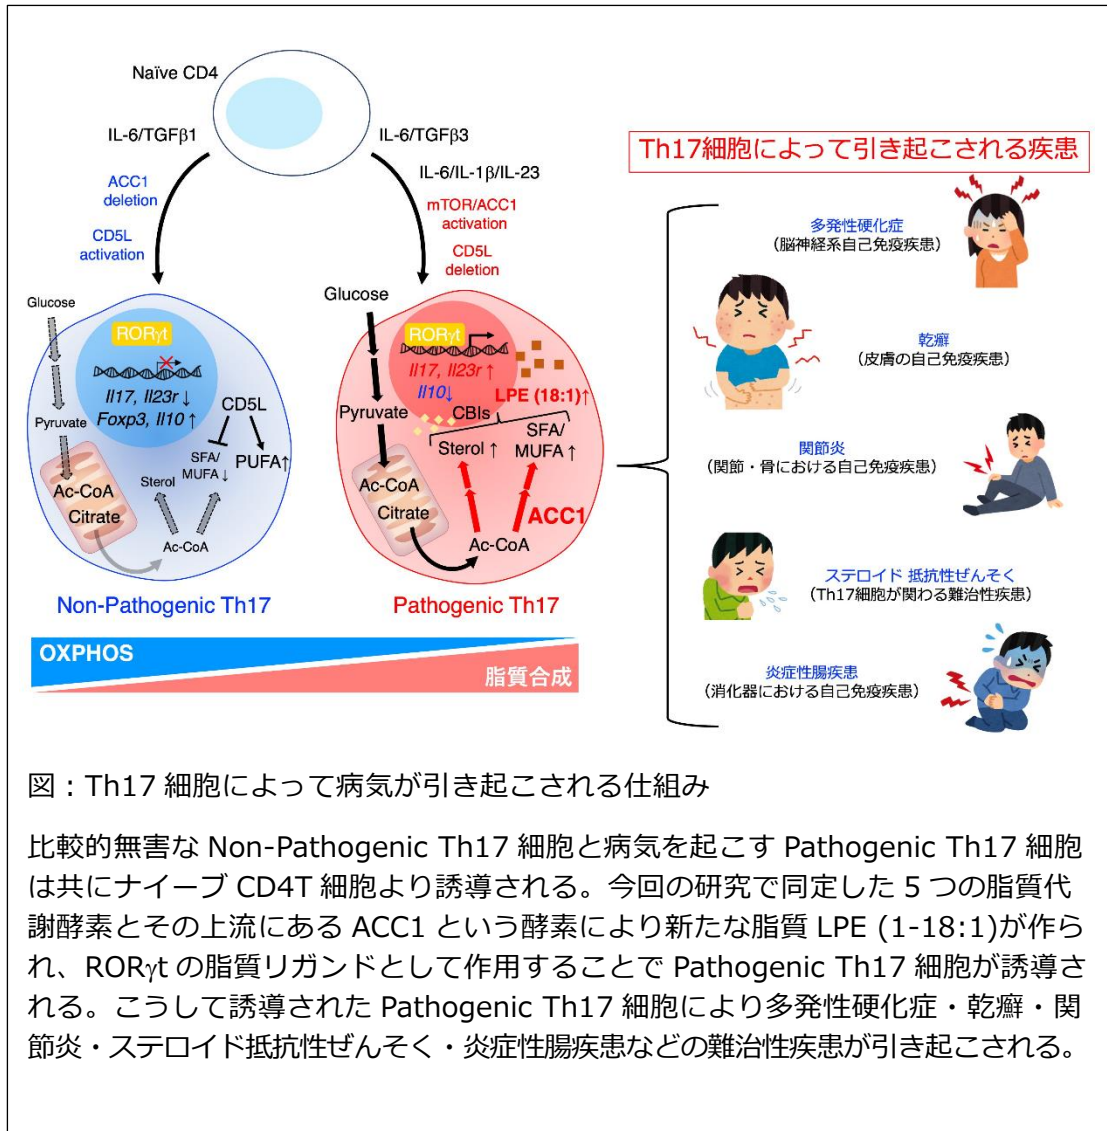 Naïve CD4
IL-6/TGFβ1
ACC1
deletion
CD5L
activation
IL-6/TGFβ3
IL-6/IL-1β/IL-23
mTOR/ACC1
activation
CD5L
deletion
Glucose
Pyruvate
Ac-CoA
Citrate
RORγt
Il17, Il23r ↓
Foxp3, Il10 ↑
CD5L
SFA/
MUFA ↓
PUFA↑
Sterol
Ac-CoA
Non-Pathogenic Th17
Glucose
Pyruvate
Ac-CoA
Citrate
RORγt
Il17, Il23r ↑
Il10↓
LPE (18:1)↑
CBIs
Sterol ↑
SFA/
MUFA ↑
ACC1
Ac-CoA
Pathogenic Th17
OXPHOS
脂質合成
Th17細胞によって引き起こされる疾患
多発性硬化症
（脳神経系自己免疫疾患）
乾癬
（皮膚の自己免疫疾患）
関節炎
（関節・骨における自己免疫疾患）
ステロイド 抵抗性ぜんそく
（Th17細胞が関わる難治性疾患）
炎症性腸疾患
（消化器における自己免疫疾患）
図：Th17 細胞によって病気が引き起こされる仕組み
比較的無害な Non-Pathogenic Th17 細胞と病気を起こす Pathogenic Th17 細胞
は共にナイーブ CD4T 細胞より誘導される。今回の研究で同定した 5 つの脂質代
謝酵素とその上流にある ACC1 という酵素により新たな脂質 LPE (1-18:1)が作ら
れ、RORγt の脂質リガンドとして作用することで Pathogenic Th17 細胞が誘導さ
れる。こうして誘導された Pathogenic Th17 細胞により多発性硬化症・乾癬・関
節炎・ステロイド抵抗性ぜんそく・炎症性腸疾患などの難治性疾患が引き起こされる。